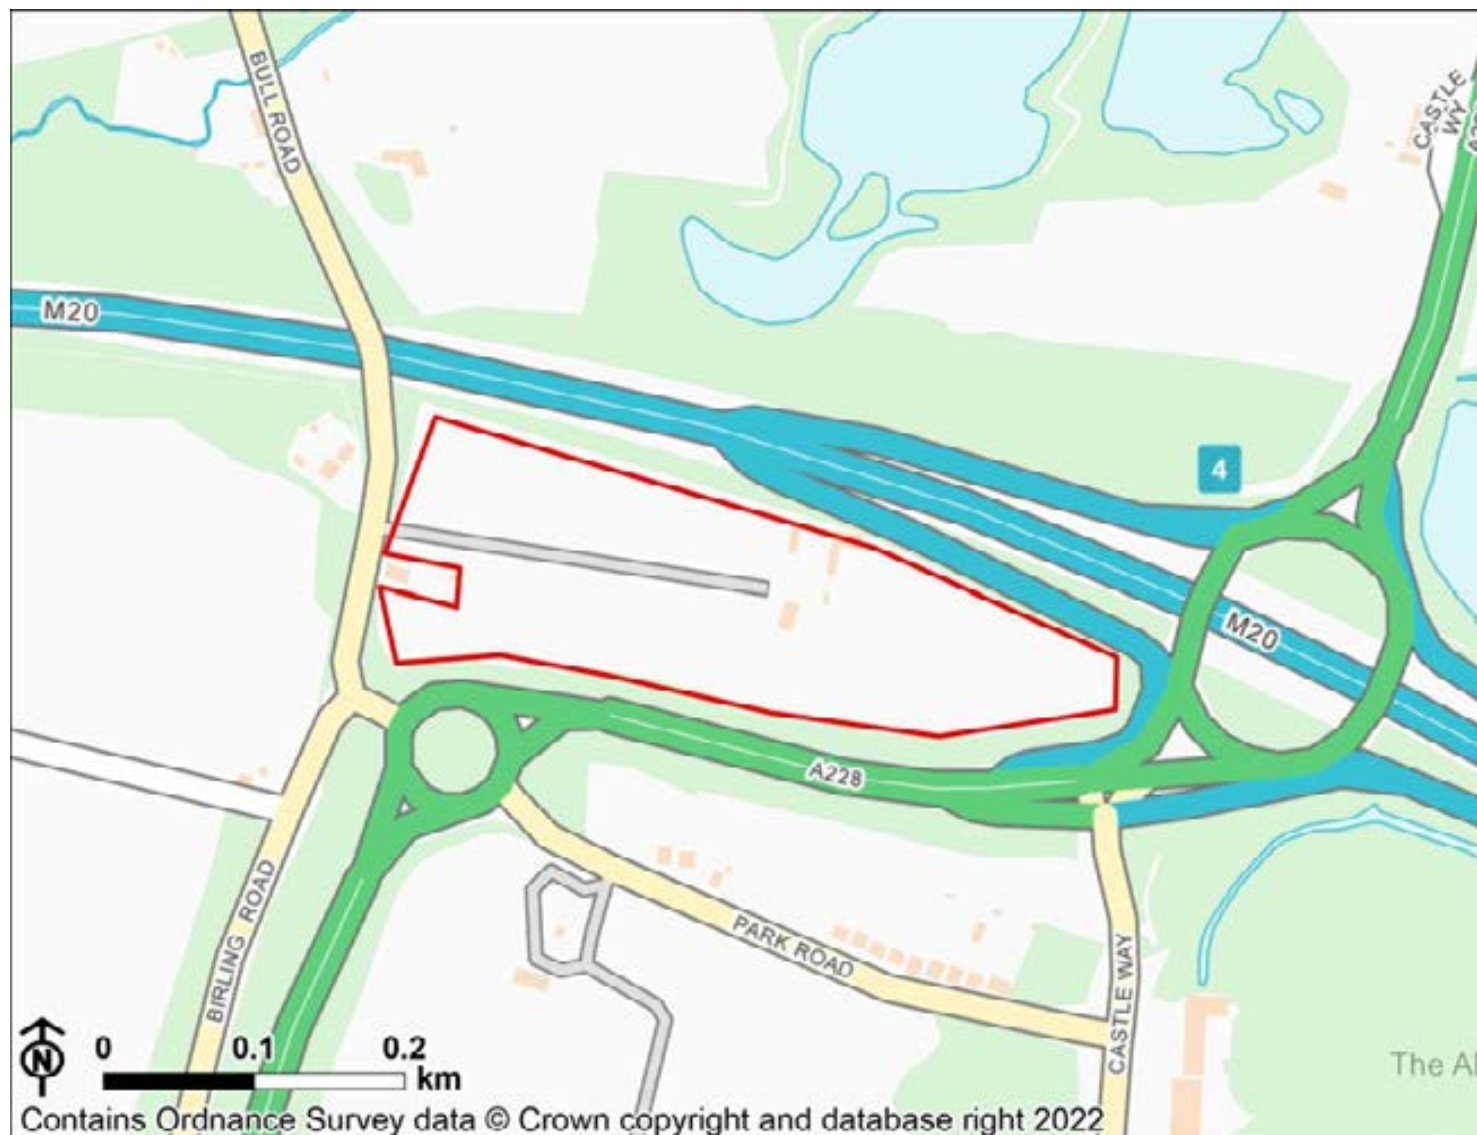 BULL ROAD
CASTLE
WY
M20
4
M20
A228
BIRLING ROAD
PARK ROAD
CASTLE WAY
The
N
0 0.1 0.2
km
Contains Ordnance Survey data © Crown copyright and database right 2022